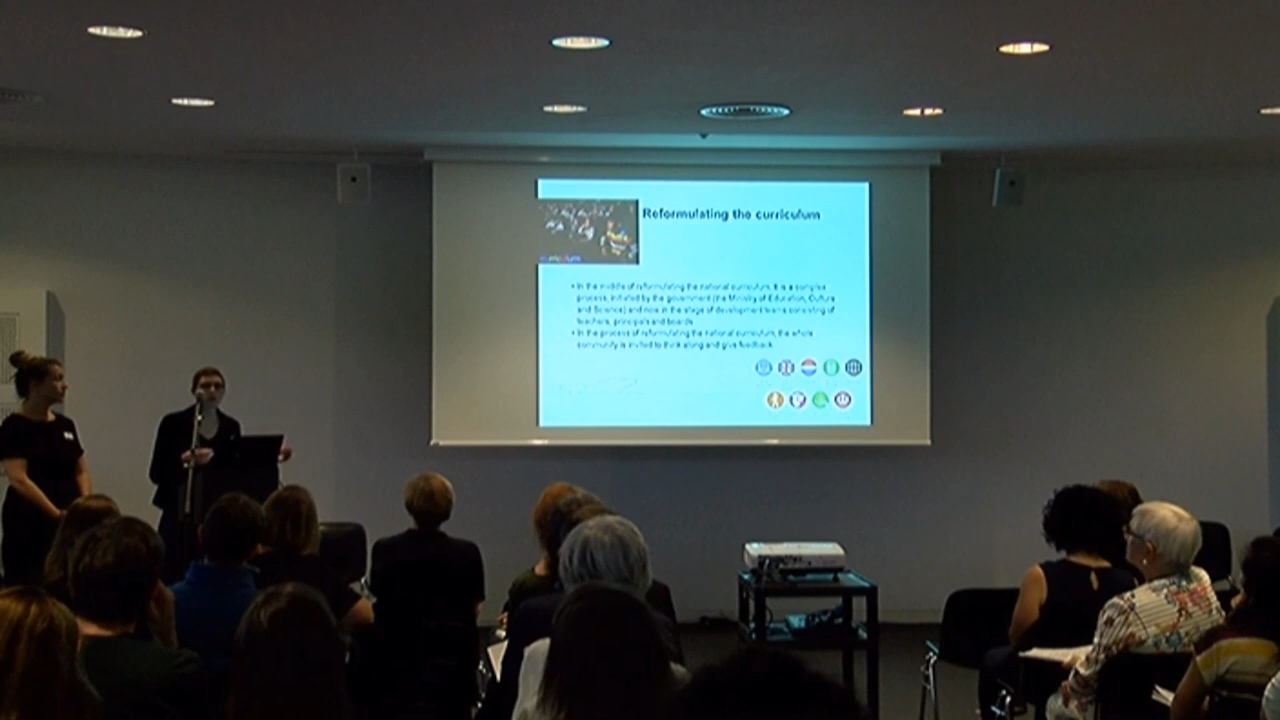 Reformulating the curriculum
• In the middle of reformulating the national curriculum. It is a complex
process, initiated by the government (the Ministry of Education, Culture
and Science) and now in the stage of development teams consisting of
teachers, principals and boards
• In the process of reformulating the national curriculum, the whole
community is invited to think along and give feedback.